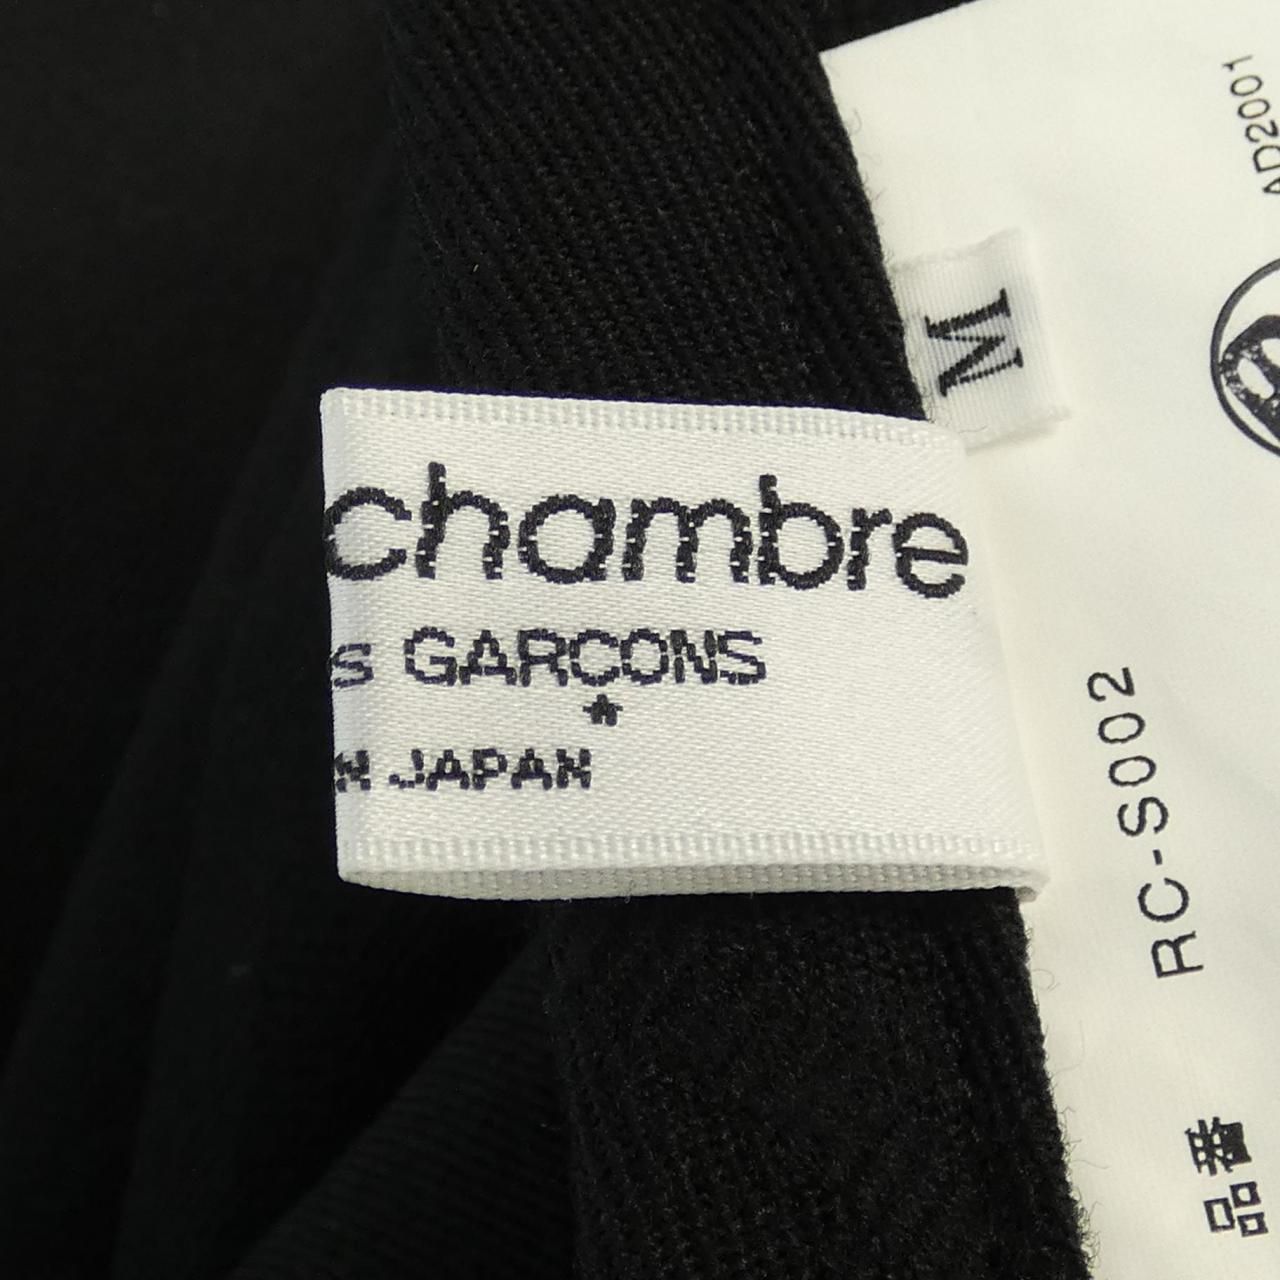 chambre
S GARCONS
N JAPAN
M
AD2001
品番 RC-S002